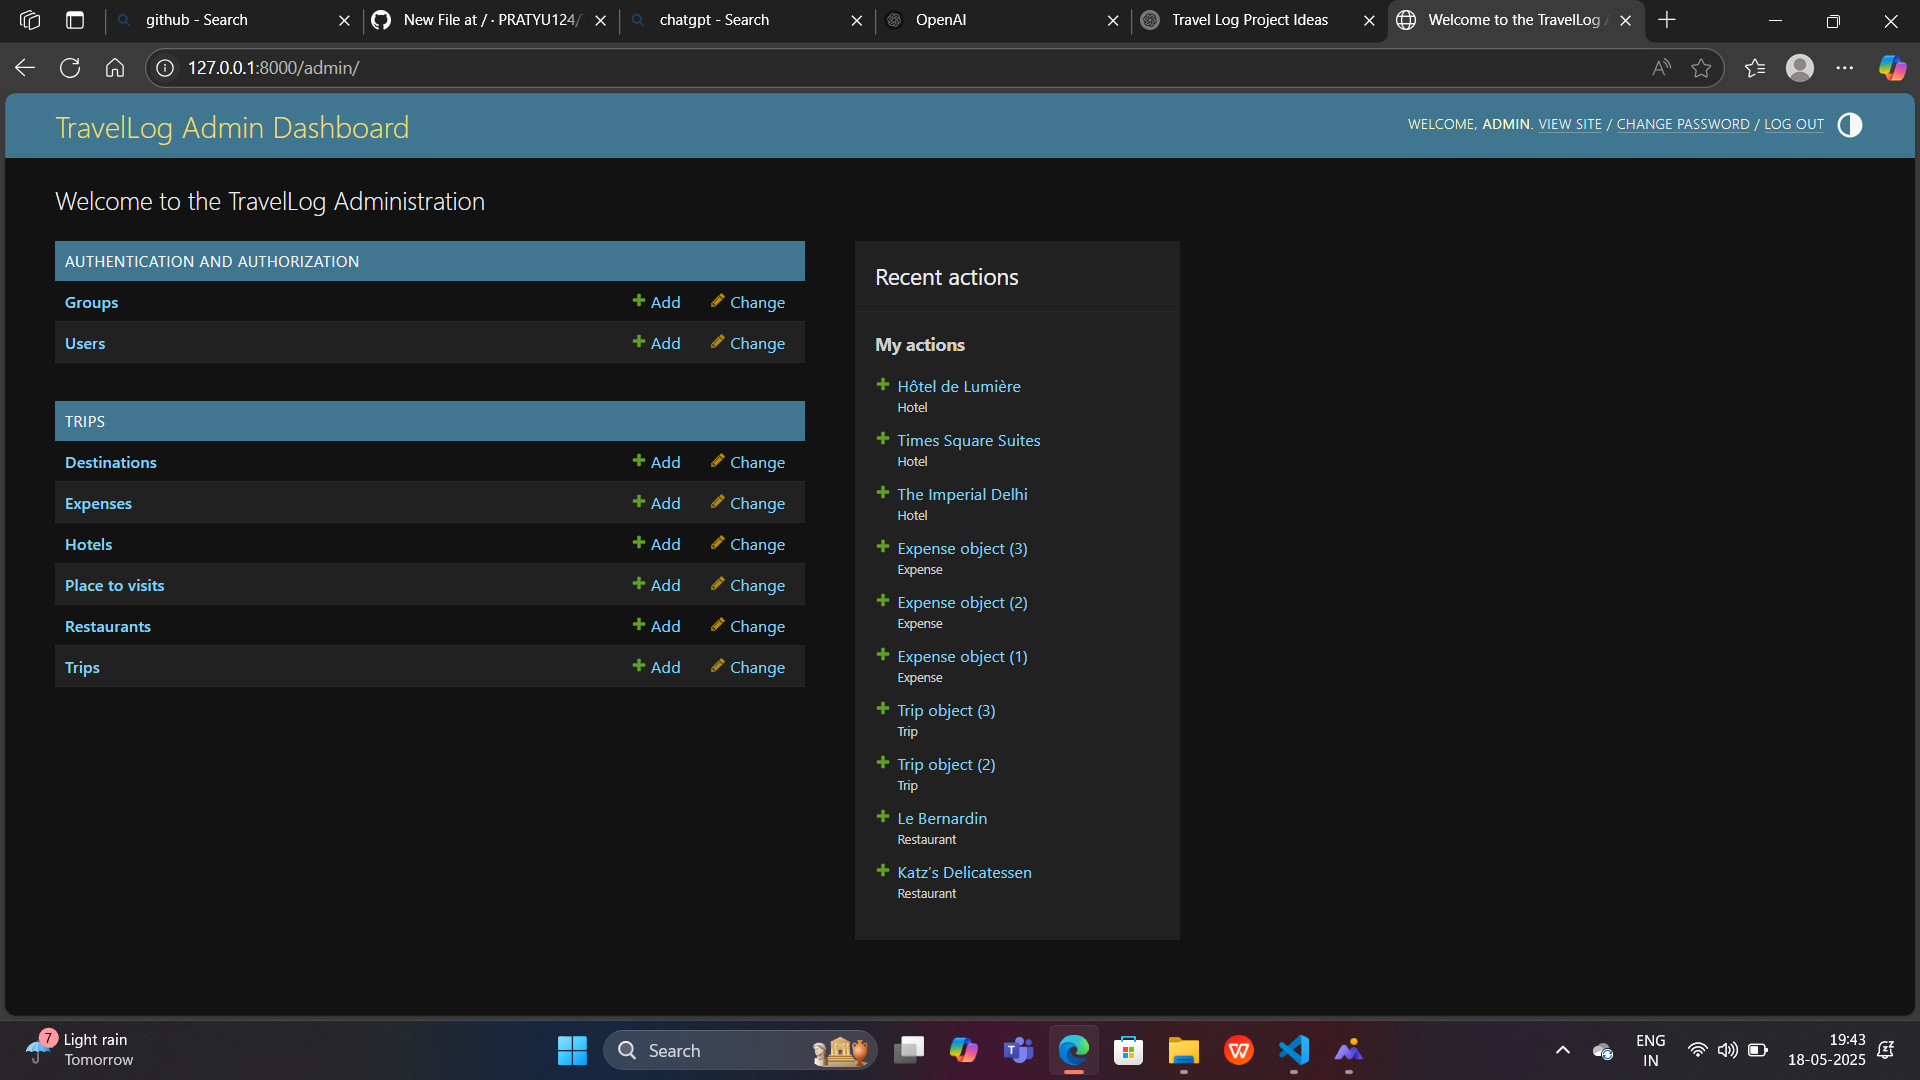 github - Search
New File at / · PRATYU124/
chatgpt - Search
OpenAI
Travel Log Project Ideas
Welcome to the TravelLog A
127.0.0.1:8000/admin/
TravelLog Admin Dashboard
WELCOME, ADMIN. VIEW SITE / CHANGE PASSWORD / LOG OUT
Welcome to the TravelLog Administration
AUTHENTICATION AND AUTHORIZATION
Groups Add Change
Users Add Change
TRIPS
Destinations Add Change
Expenses Add Change
Hotels Add Change
Place to visits Add Change
Restaurants Add Change
Trips Add Change
Recent actions
My actions
Hôtel de Lumière
Hotel
Times Square Suites
Hotel
The Imperial Delhi
Hotel
Expense object (3)
Expense
Expense object (2)
Expense
Expense object (1)
Expense
Trip object (3)
Trip
Trip object (2)
Trip
Le Bernardin
Restaurant
Katz’s Delicatessen
Restaurant
7
Light rain
Tomorrow
Search
ENG
IN
19:43
18-05-2025